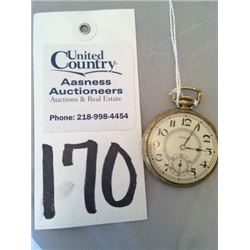 United
Country
Aasness
Auctioneers
Auctions & Real Estate
Phone: 218-998-4454
170